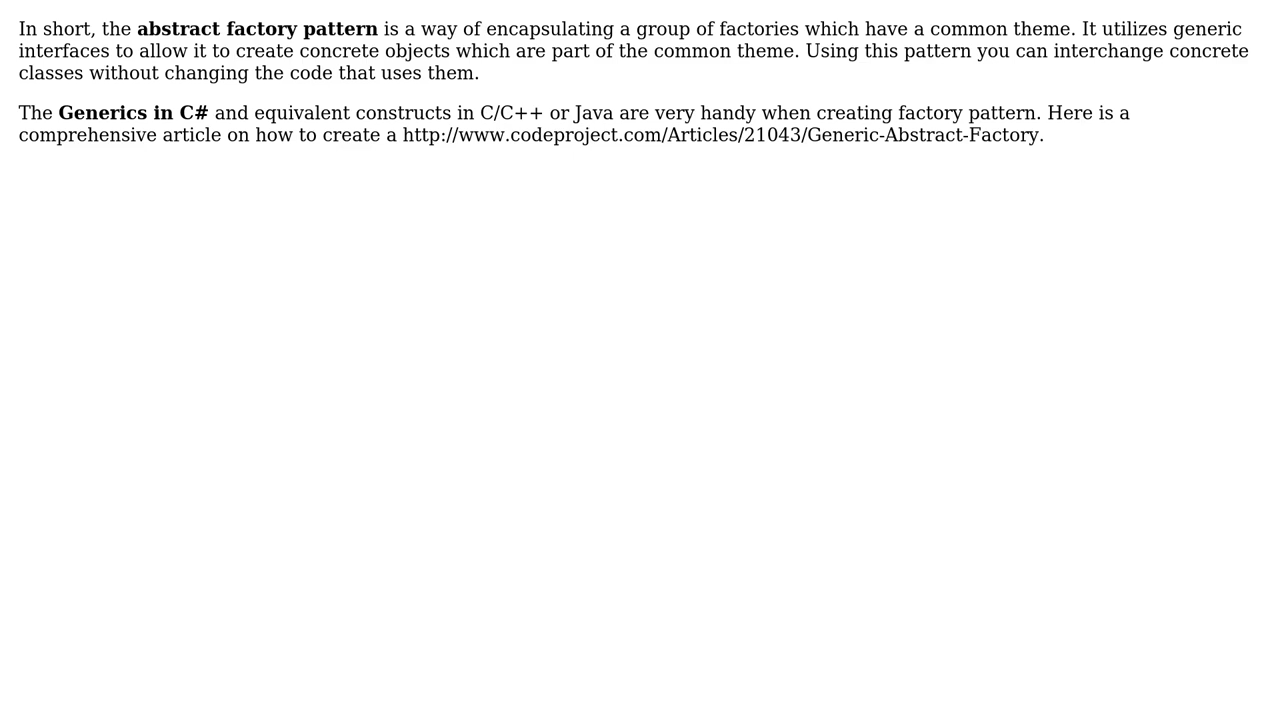 In short, the abstract factory pattern is a way of encapsulating a group of factories which have a common theme. It utilizes generic
interfaces to allow it to create concrete objects which are part of the common theme. Using this pattern you can interchange concrete
classes without changing the code that uses them.
The Generics in C# and equivalent constructs in C/C++ or Java are very handy when creating factory pattern. Here is a
comprehensive article on how to create a http://www.codeproject.com/Articles/21043/Generic-Abstract-Factory.